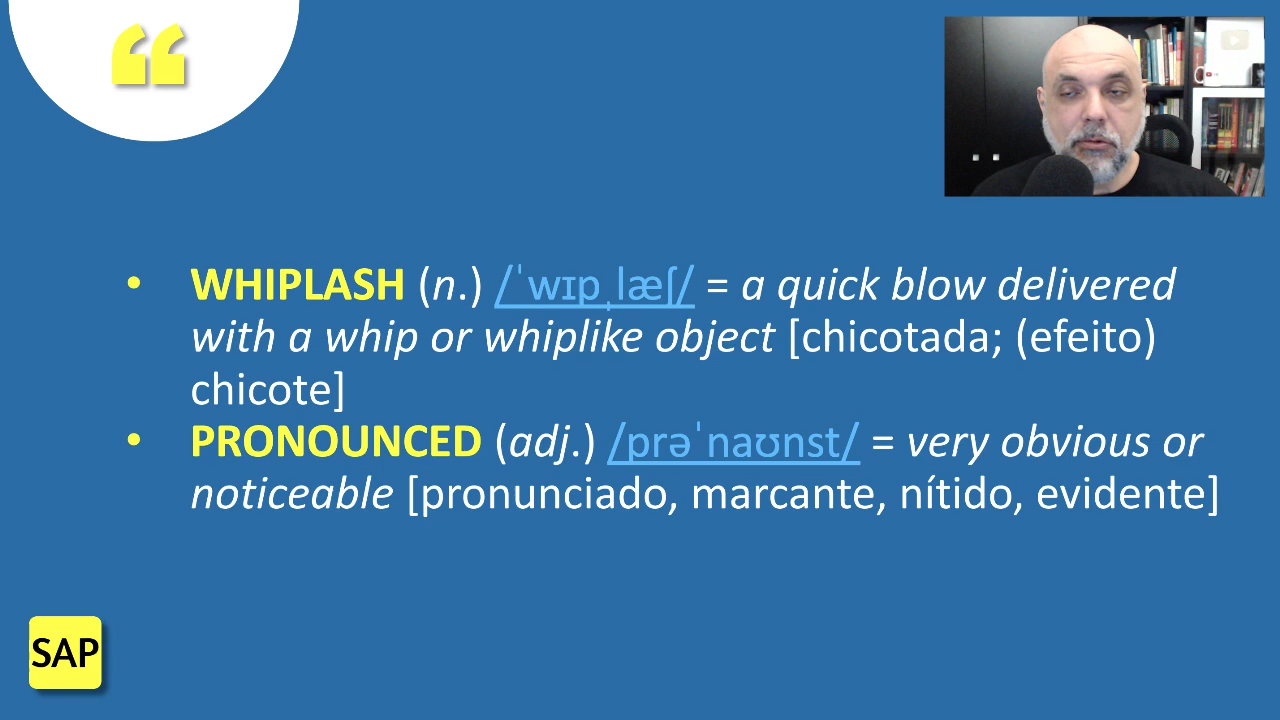 • WHIPLASH (n.) /ˈwɪpˌlæʃ/ = a quick blow delivered
with a whip or whiplike object [chicotada; (efeito)
chicote]
• PRONOUNCED (adj.) /prəˈnaʊnst/ = very obvious or
noticeable [pronunciado, marcante, nítido, evidente]
SAP